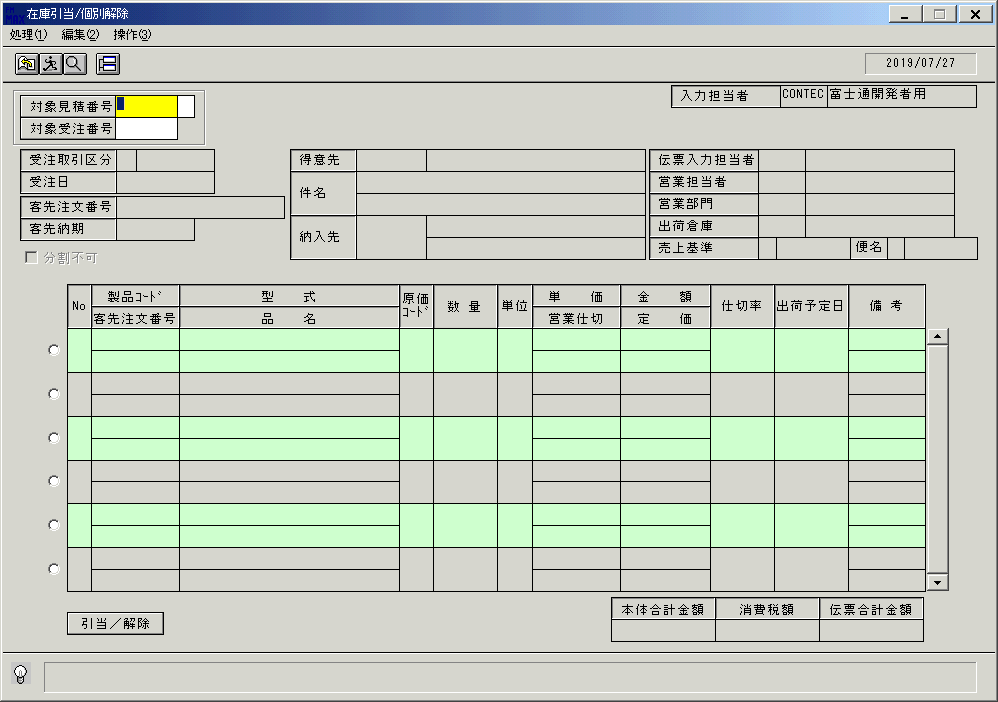 在庫引当/個別解除
処理(1) 編集(2) 操作(3)
2019/07/27
対象見積番号
入力担当者 CONTEC 富士通開発者用
対象受注番号
受注取引区分 得意先 伝票入力担当者
受注日 件名 営業担当者
客先注文番号 営業部門
客先納期 納入先 出荷倉庫
分割不可 売上基準 便名
No 製品コード 型 式 原価コード 数 量 単位 単 価 金 額 仕切率 出荷予定日 備 考
客先注文番号 品 名 営業仕切 定 価
引当/解除
本体合計金額 消費税額 伝票合計金額